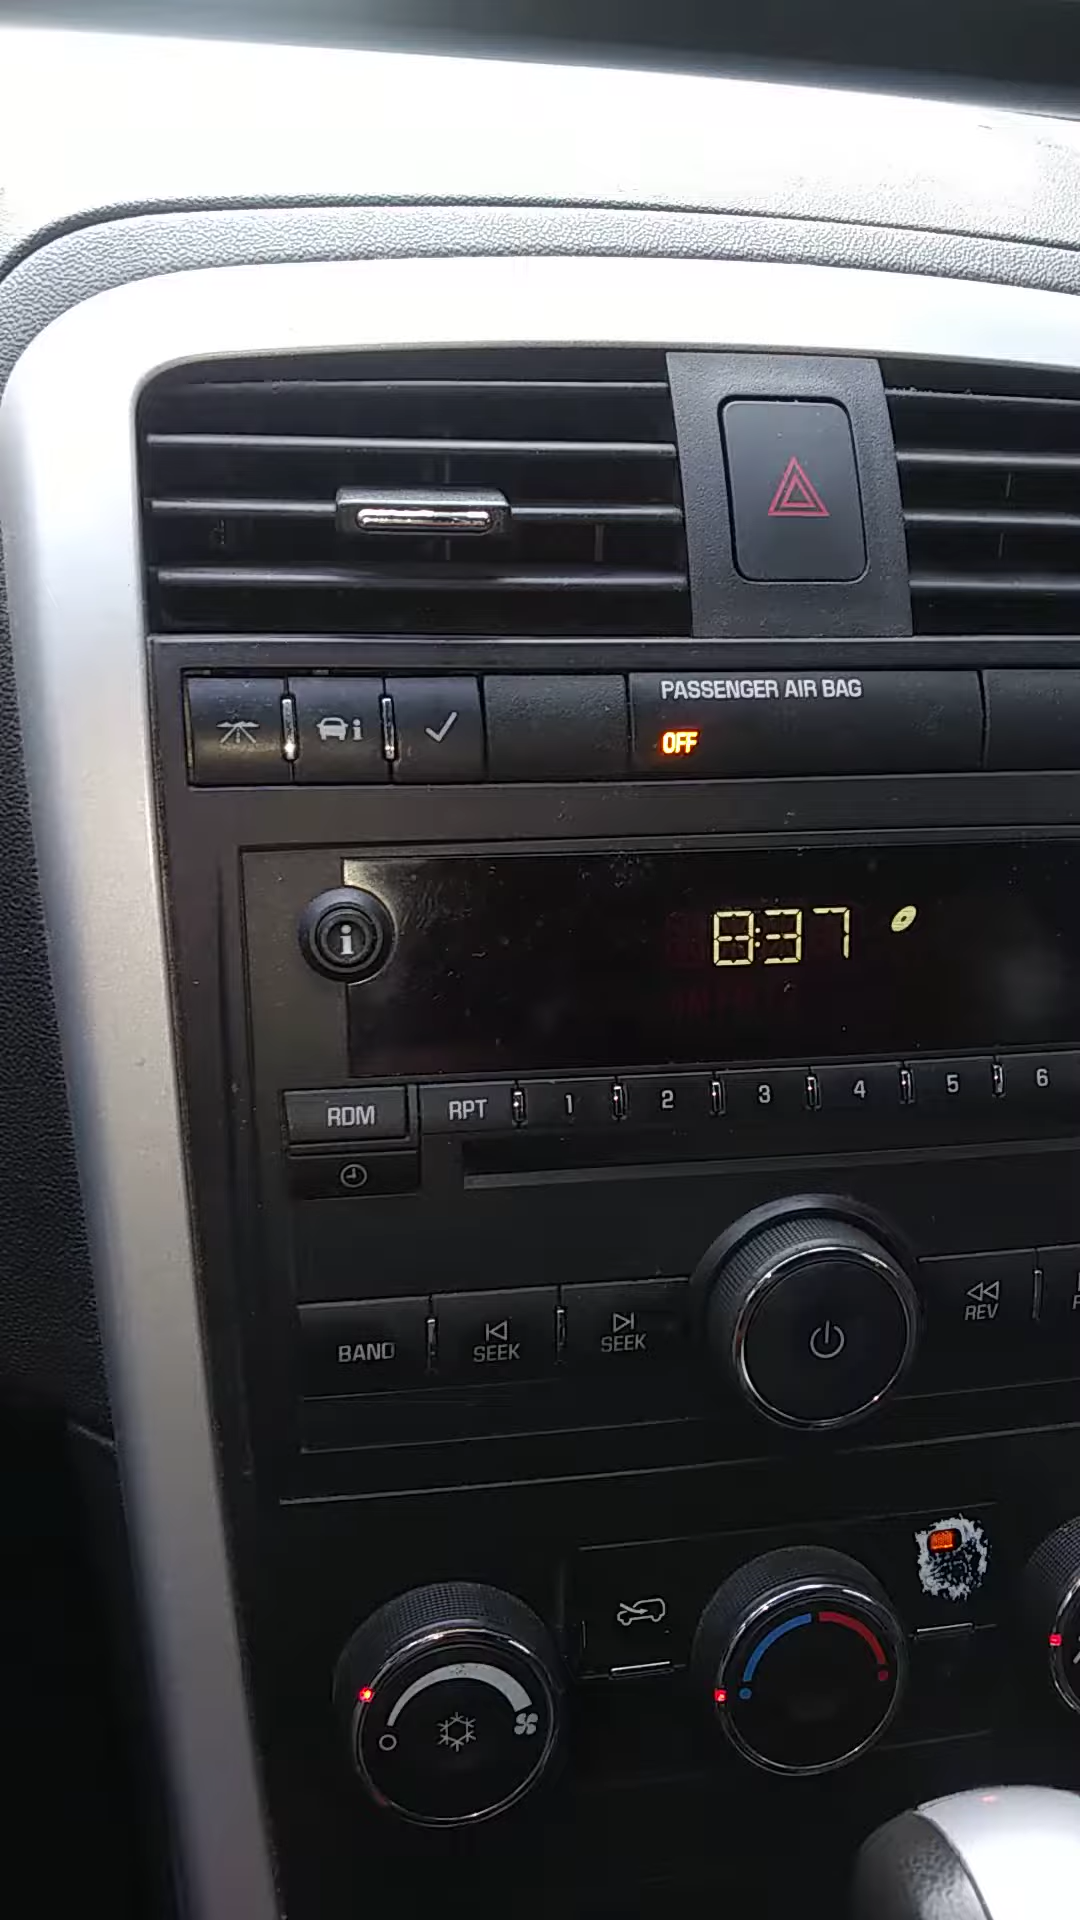 PASSENGER AIR BAG
OFF
i
i
8:37
RDM
RPT
1
2
3
4
5
6
BAND
SEEK
SEEK
REV